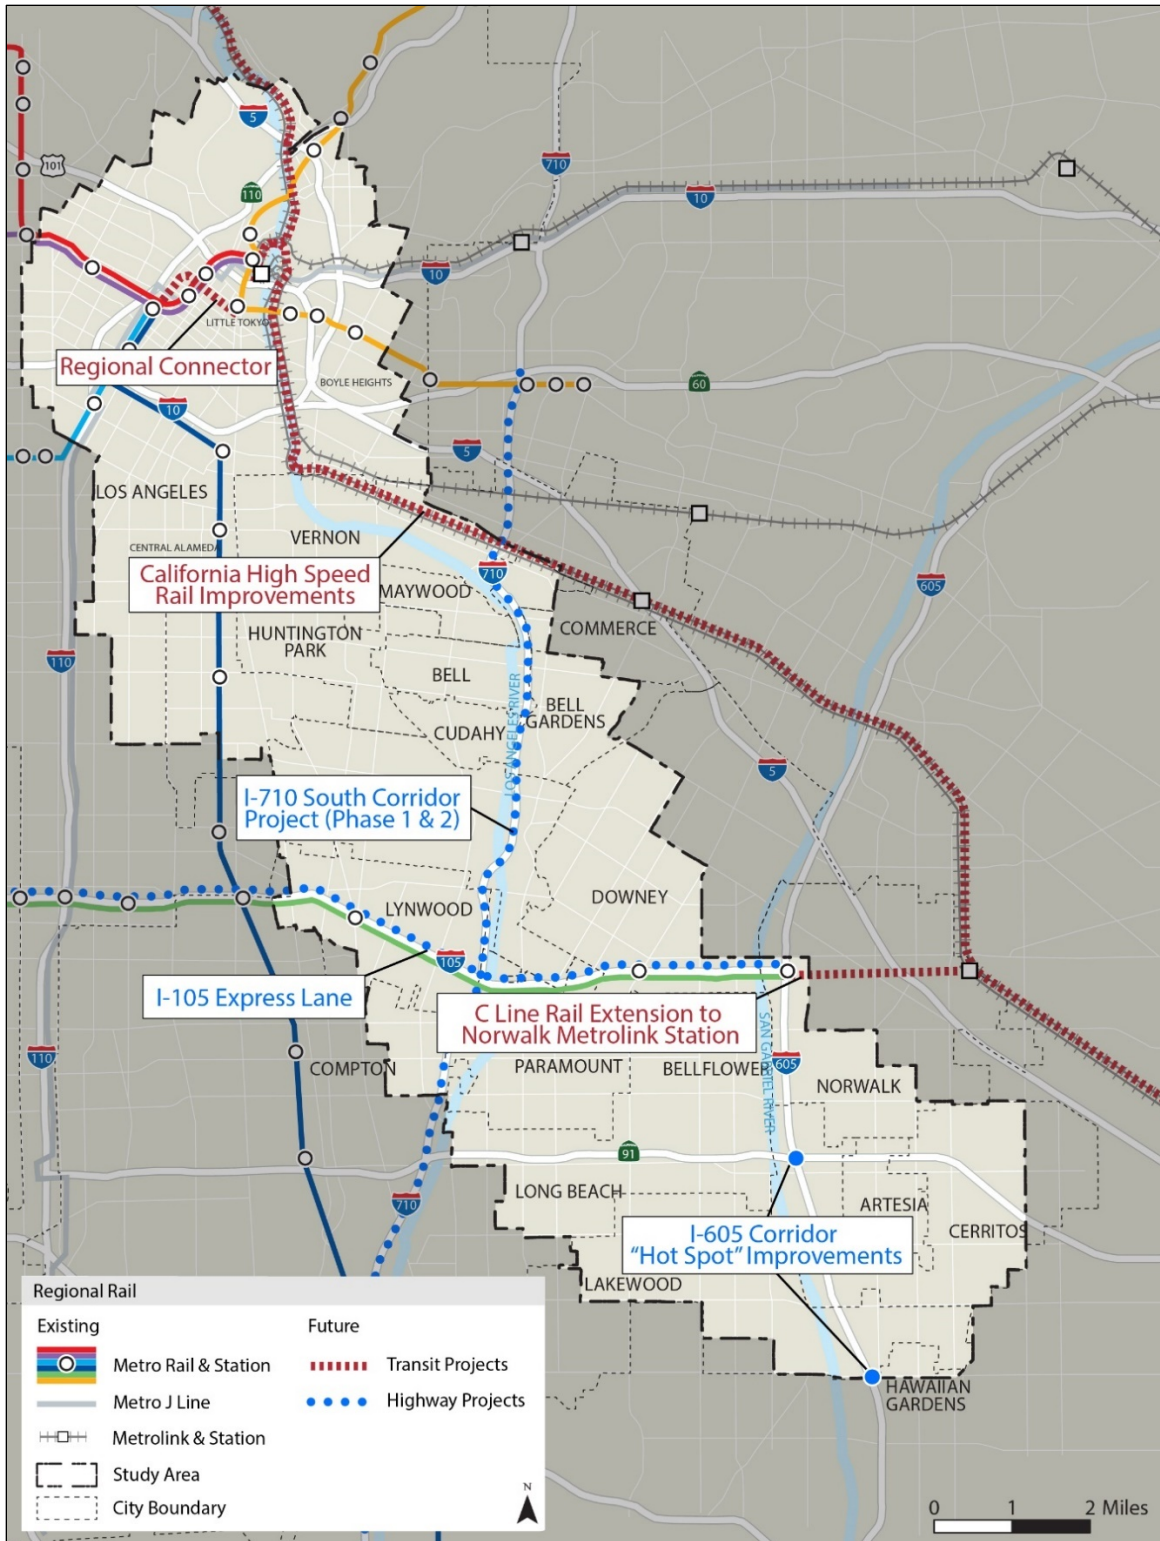 5
101
110
710
10
10
LITTLE TOKYO
Regional Connector
BOYLE HEIGHTS
60
10
5
LOS ANGELES
VERNON
CENTRAL ALAMEDA
California High Speed
Rail Improvements
710
MAYWOOD
605
COMMERCE
HUNTINGTON
PARK
110
BELL
BELL
GARDENS
CUDAHY
LOS ANGELES RIVER
5
I-710 South Corridor
Project (Phase 1 & 2)
DOWNEY
LYNWOOD
105
I-105 Express Lane
C Line Rail Extension to
Norwalk Metrolink Station
110
COMPTON
PARAMOUNT
BELLFLOWER
605
SAN GABRIEL RIVER
NORWALK
91
LONG BEACH
710
ARTESIA
CERRITOS
I-605 Corridor
"Hot Spot" Improvements
LAKEWOOD
HAWAIIAN
GARDENS
Regional Rail
Existing
Future
Metro Rail & Station
Transit Projects
Metro J Line
Highway Projects
Metrolink & Station
Study Area
City Boundary
N
0 1 2 Miles